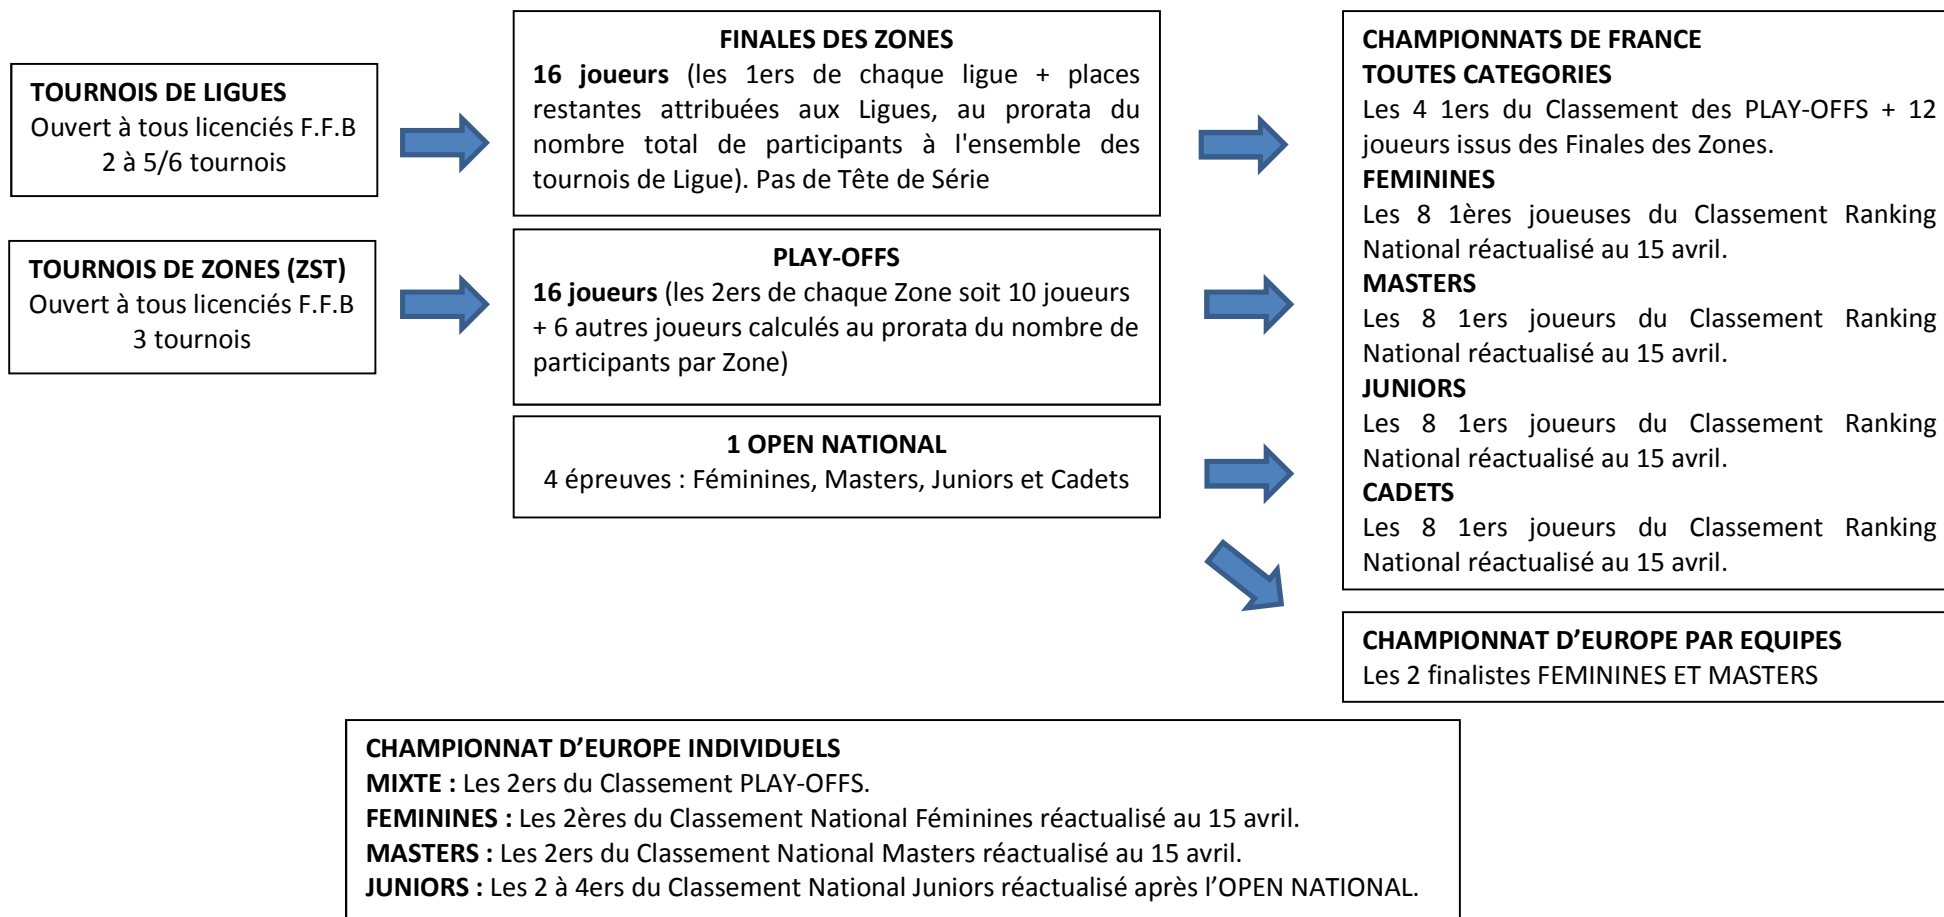 TOURNOIS DE LIGUES
Ouvert à tous licenciés F.F.B
2 à 5/6 tournois
TOURNOIS DE ZONES (ZST)
Ouvert à tous licenciés F.F.B
3 tournois
FINALES DES ZONES
16 joueurs (les 1ers de chaque ligue + places
restantes attribuées aux Ligues, au prorata du
nombre total de participants à l'ensemble des
tournois de Ligue). Pas de Tête de Série
PLAY-OFFS
16 joueurs (les 2ers de chaque Zone soit 10 joueurs
+ 6 autres joueurs calculés au prorata du nombre de
participants par Zone)
1 OPEN NATIONAL
4 épreuves : Féminines, Masters, Juniors et Cadets
CHAMPIONNATS DE FRANCE
TOUTES CATEGORIES
Les 4 1ers du Classement des PLAY-OFFS + 12
joueurs issus des Finales des Zones.
FEMININES
Les 8 1ères joueuses du Classement Ranking
National réactualisé au 15 avril.
MASTERS
Les 8 1ers joueurs du Classement Ranking
National réactualisé au 15 avril.
JUNIORS
Les 8 1ers joueurs du Classement Ranking
National réactualisé au 15 avril.
CADETS
Les 8 1ers joueurs du Classement Ranking
National réactualisé au 15 avril.
CHAMPIONNAT D’EUROPE PAR EQUIPES
Les 2 finalistes FEMININES ET MASTERS
CHAMPIONNAT D’EUROPE INDIVIDUELS
MIXTE : Les 2ers du Classement PLAY-OFFS.
FEMININES : Les 2ères du Classement National Féminines réactualisé au 15 avril.
MASTERS : Les 2ers du Classement National Masters réactualisé au 15 avril.
JUNIORS : Les 2 à 4ers du Classement National Juniors réactualisé après l’OPEN NATIONAL.